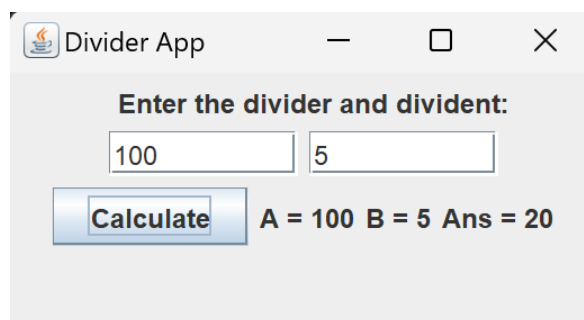 Divider App
Enter the divider and divident:
100 5
Calculate A = 100 B = 5 Ans = 20